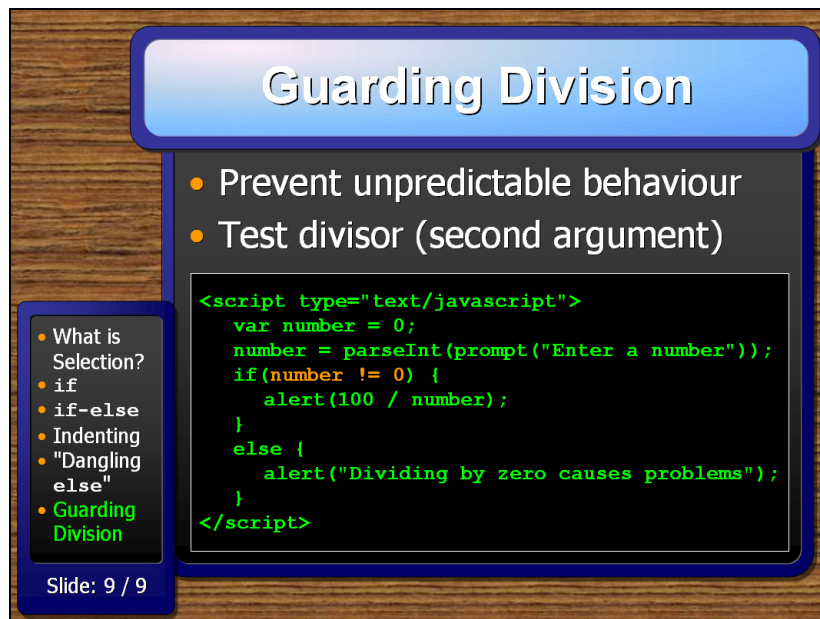 Guarding Division
• Prevent unpredictable behaviour
• Test divisor (second argument)
<script type="text/javascript">
var number = 0;
number = parseInt(prompt("Enter a number"));
if(number != 0) {
alert(100 / number);
}
else {
alert("Dividing by zero causes problems");
}
</script>
• What is
Selection?
• if
• if-else
• Indenting
• "Dangling
else"
• Guarding
Division
Slide: 9 / 9